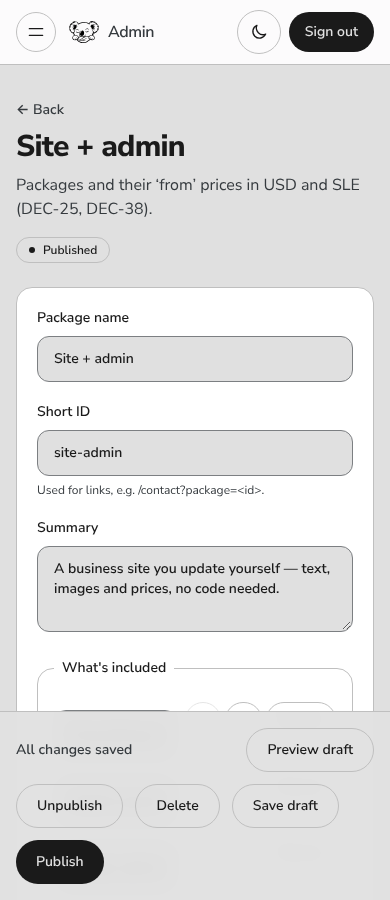 Admin
Sign out
← Back
Site + admin
Packages and their ‘from’ prices in USD and SLE
(DEC-25, DEC-38).
Published
Package name
Site + admin
Short ID
site-admin
Used for links, e.g. /contact?package=<id>.
Summary
A business site you update yourself — text,
images and prices, no code needed.
What's included
All changes saved
Preview draft
Unpublish
Delete
Save draft
Publish